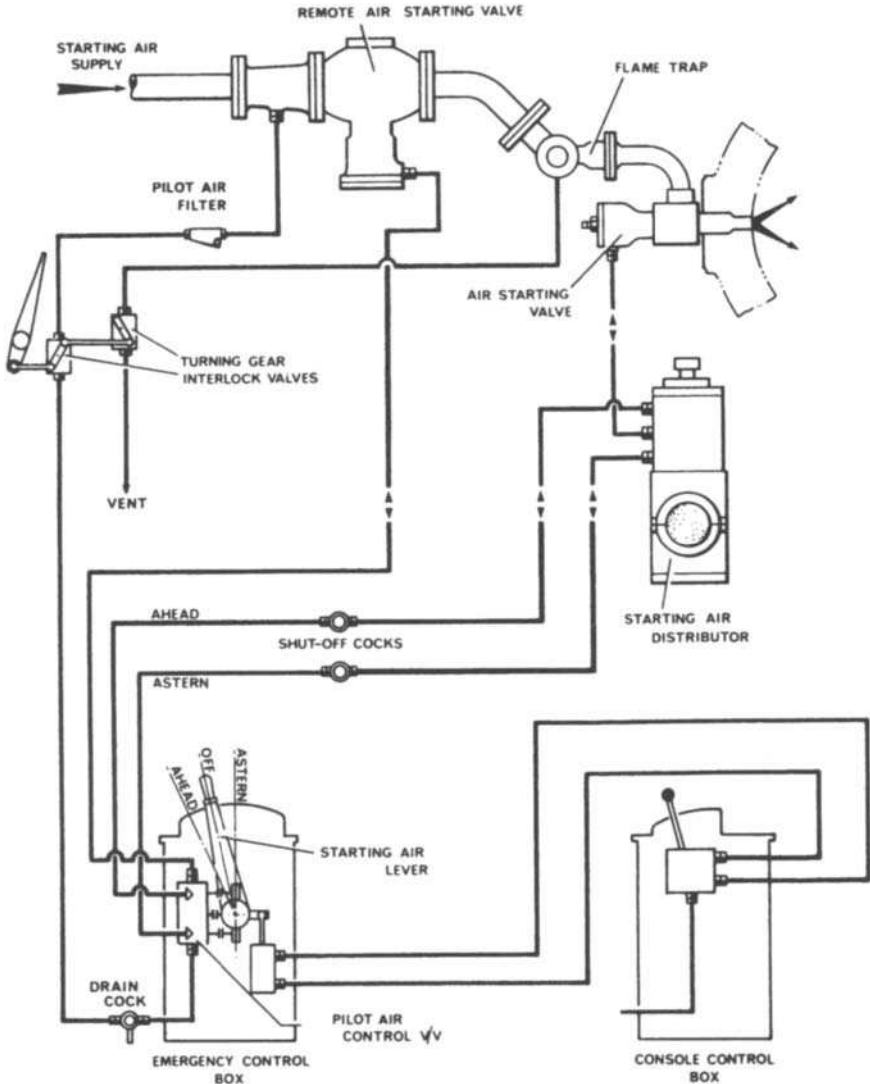 REMOTE AIR STARTING VALVE
STARTING AIR
SUPPLY
FLAME TRAP
PILOT AIR
FILTER
AIR STARTING
VALVE
TURNING GEAR
INTERLOCK VALVES
VENT
AHEAD
SHUT-OFF COCKS
STARTING AIR
DISTRIBUTOR
ASTERN
AHEAD
OFF
ASTERN
STARTING AIR
LEVER
DRAIN
COCK
PILOT AIR
CONTROL V/V
EMERGENCY CONTROL
BOX
CONSOLE CONTROL
BOX